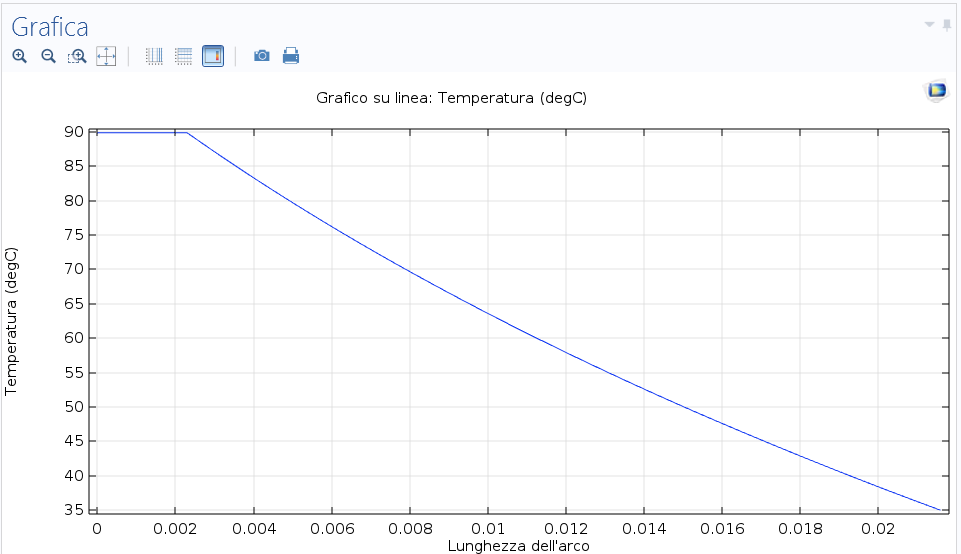 Grafica
Grafico su linea: Temperatura (degC)
90
85
80
75
70
65
60
55
50
45
40
35
Temperatura (degC)
0 0.002 0.004 0.006 0.008 0.01 0.012 0.014 0.016 0.018 0.02
Lunghezza dell'arco